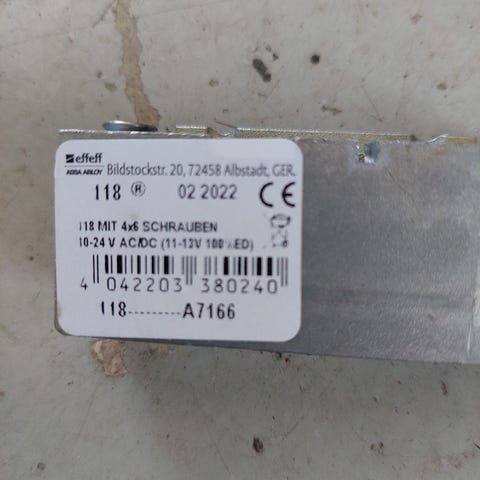 effeff
ASSA ABLOY Bildstockstr. 20, 72458 Albstadt, GER.
118 ® 02 2022 CE
118 MIT 4x6 SCHRAUBEN
10-24 V AC/DC (11-13V 100%ED)
4 042203 380240
118--------A7166